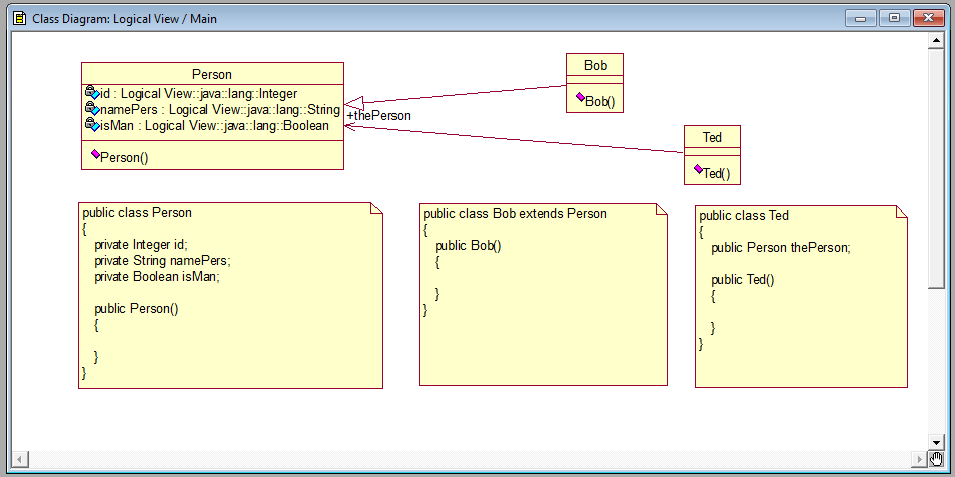 Class Diagram: Logical View / Main
Person
id : Logical View::java::lang::Integer
namePers : Logical View::java::lang::String
isMan : Logical View::java::lang::Boolean
Person()
+thePerson
Bob
Bob()
Ted
Ted()
public class Person
{
private Integer id;
private String namePers;
private Boolean isMan;
public Person()
{
}
}
public class Bob extends Person
{
public Bob()
{
}
}
public class Ted
{
public Person thePerson;
public Ted()
{
}
}